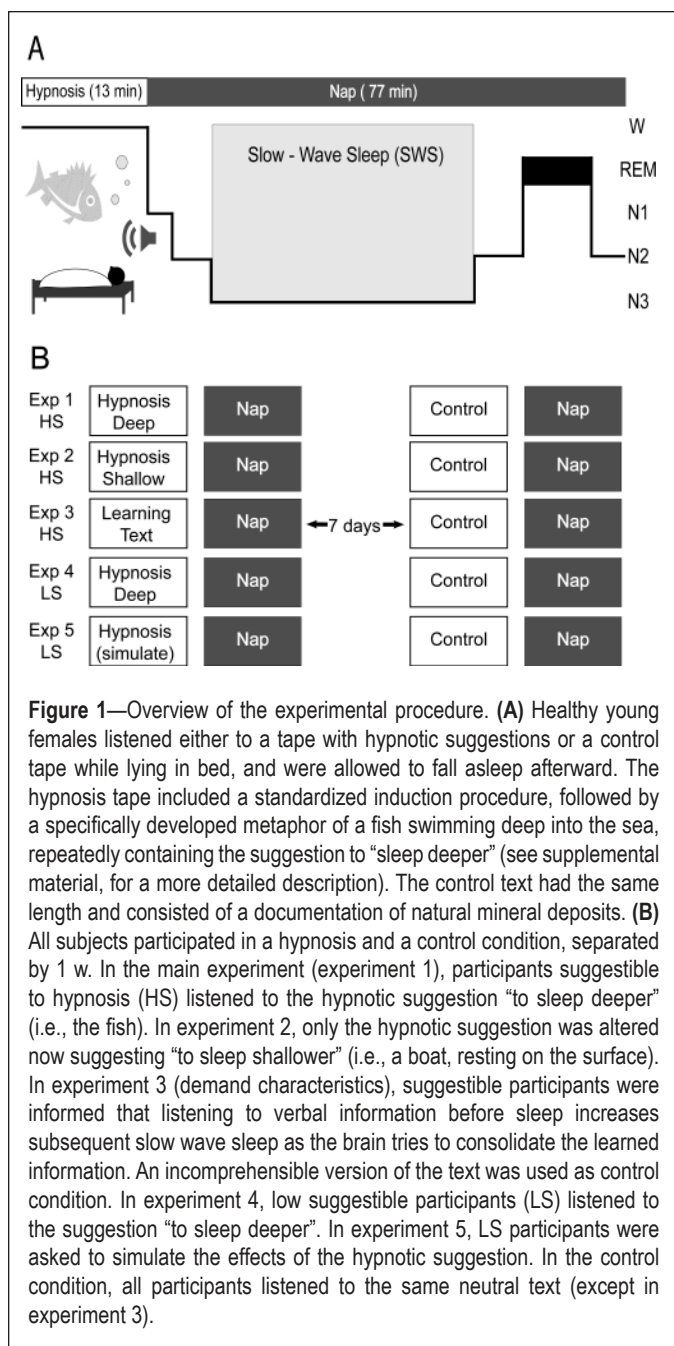 A
Hypnosis (13 min)
Nap ( 77 min)
Slow - Wave Sleep (SWS)
W
REM
N1
N2
N3
B
Exp 1
HS
Hypnosis
Deep
Nap
Control
Nap
Exp 2
HS
Hypnosis
Shallow
Nap
Control
Nap
Exp 3
HS
Learning
Text
Nap
7 days
Control
Nap
Exp 4
LS
Hypnosis
Deep
Nap
Control
Nap
Exp 5
LS
Hypnosis
(simulate)
Nap
Control
Nap
Figure 1—Overview of the experimental procedure. (A) Healthy young
females listened either to a tape with hypnotic suggestions or a control
tape while lying in bed, and were allowed to fall asleep afterward. The
hypnosis tape included a standardized induction procedure, followed by
a specifically developed metaphor of a fish swimming deep into the sea,
repeatedly containing the suggestion to “sleep deeper” (see supplemental
material, for a more detailed description). The control text had the same
length and consisted of a documentation of natural mineral deposits. (B)
All subjects participated in a hypnosis and a control condition, separated
by 1 w. In the main experiment (experiment 1), participants suggestible
to hypnosis (HS) listened to the hypnotic suggestion “to sleep deeper”
(i.e., the fish). In experiment 2, only the hypnotic suggestion was altered
now suggesting “to sleep shallower” (i.e., a boat, resting on the surface).
In experiment 3 (demand characteristics), suggestible participants were
informed that listening to verbal information before sleep increases
subsequent slow wave sleep as the brain tries to consolidate the learned
information. An incomprehensible version of the text was used as control
condition. In experiment 4, low suggestible participants (LS) listened to
the suggestion “to sleep deeper”. In experiment 5, LS participants were
asked to simulate the effects of the hypnotic suggestion. In the control
condition, all participants listened to the same neutral text (except in
experiment 3).